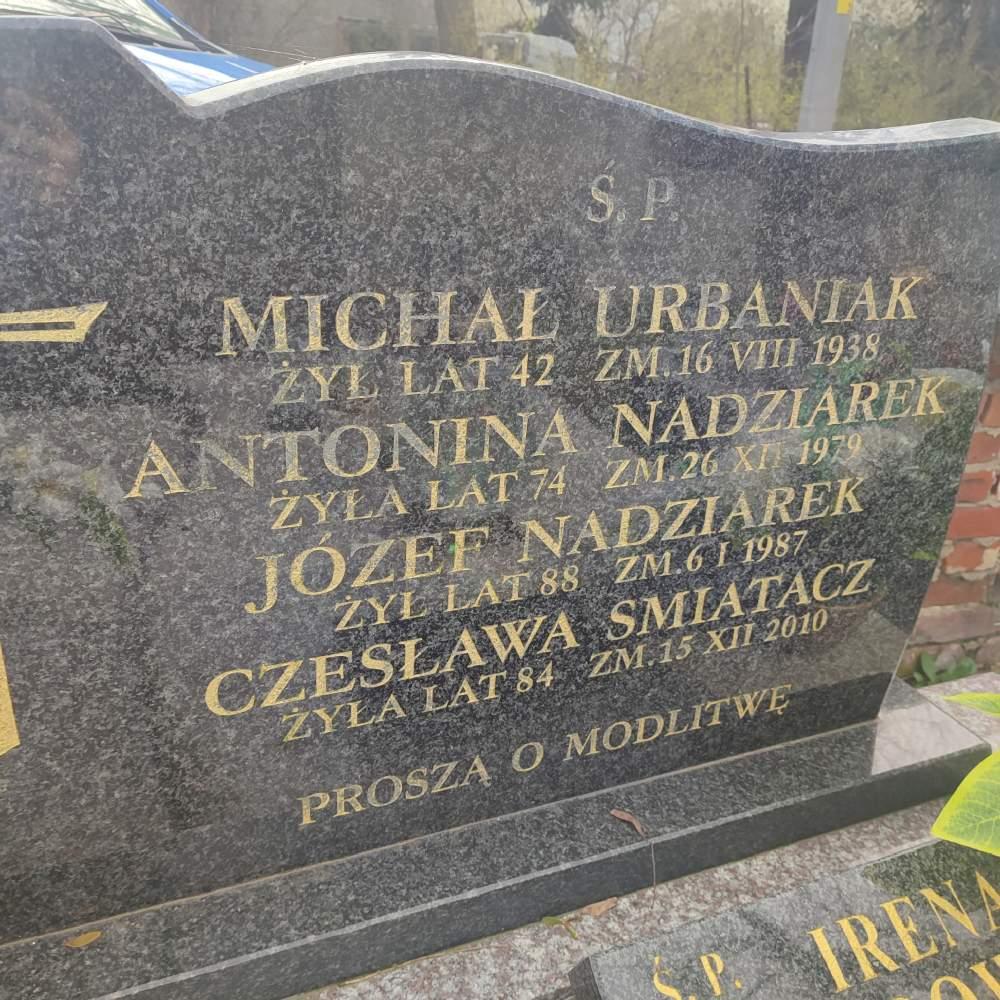 Ś. P.
MICHAŁ URBANIAK
ŻYŁ LAT 42 ZM. 16 VIII 1938
ANTONINA NADZIAREK
ŻYŁA LAT 74 ZM. 26 XII 1979
JÓZEF NADZIAREK
ŻYŁ LAT 88 ZM. 6 I 1987
CZESŁAWA SMIATACZ
ŻYŁA LAT 84 ZM. 15 XII 2010
PROSZĄ O MODLITWĘ
Ś. P. IRENA